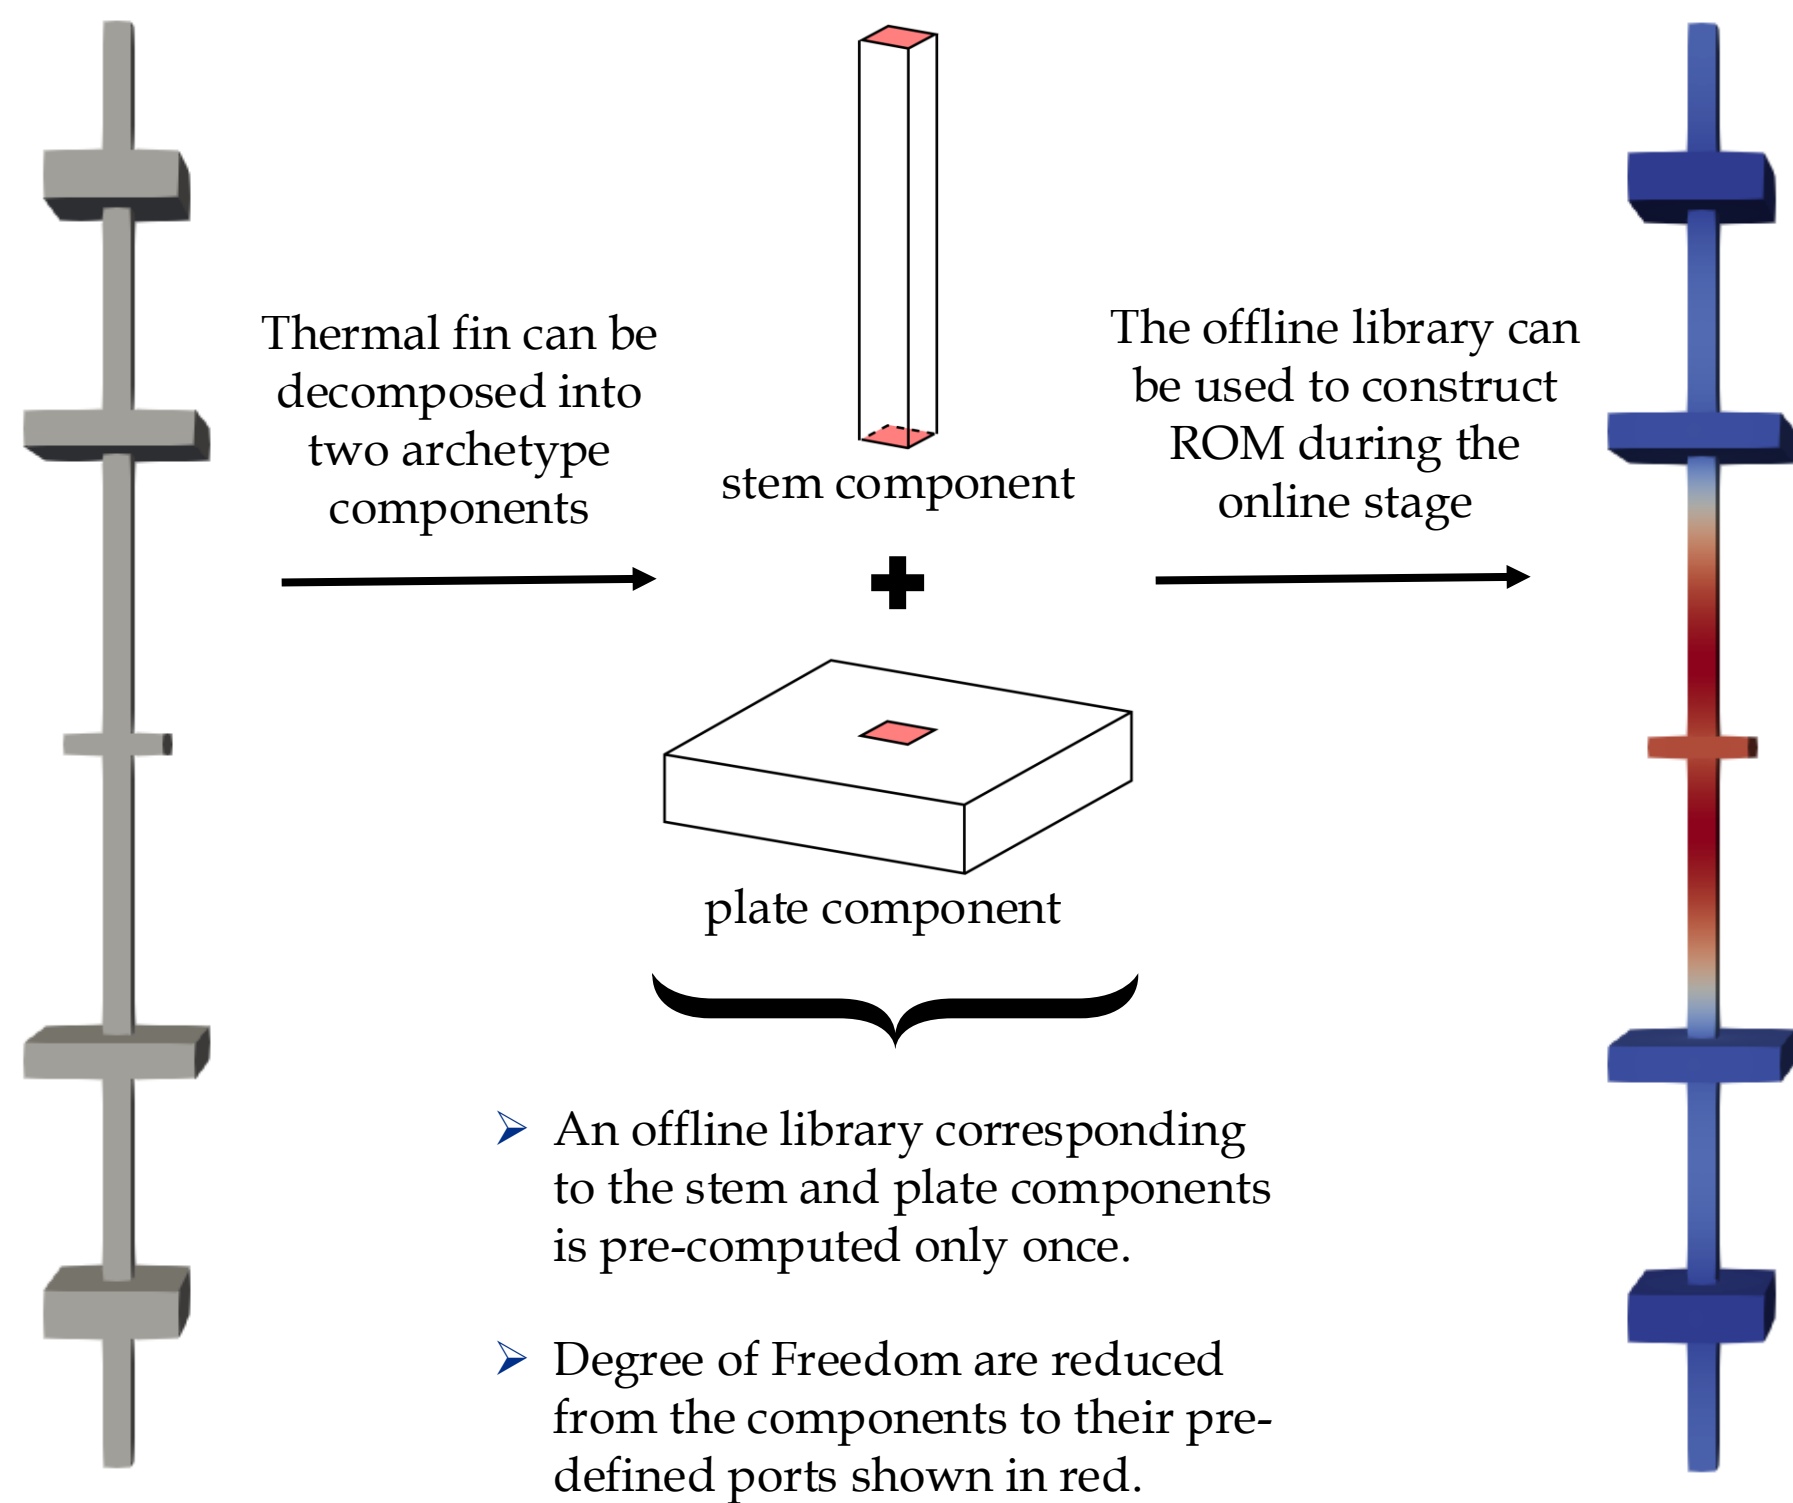 Thermal fin can be
decomposed into
two archetype
components
stem component
plate component
The offline library can
be used to construct
ROM during the
online stage
➢ An offline library corresponding
to the stem and plate components
is pre-computed only once.
➢ Degree of Freedom are reduced
from the components to their pre-
defined ports shown in red.